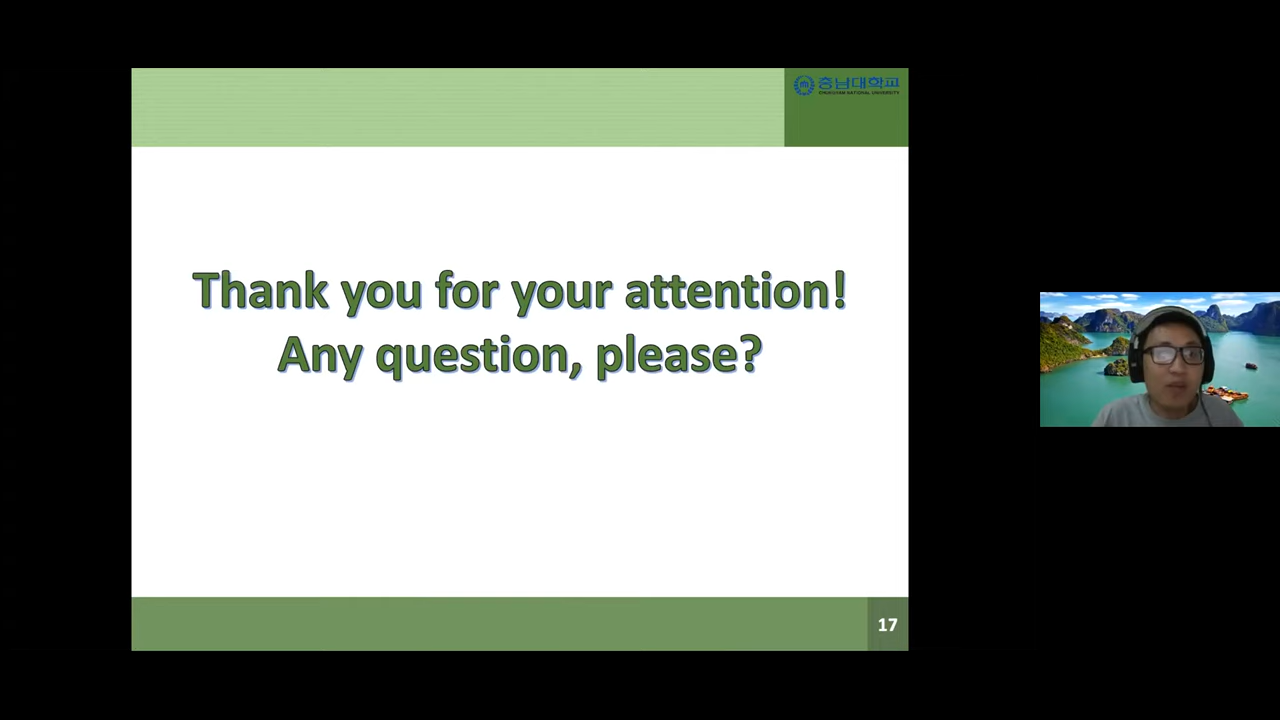 충남대학교
CHUNGNAM NATIONAL UNIVERSITY
Thank you for your attention!
Any question, please?
17